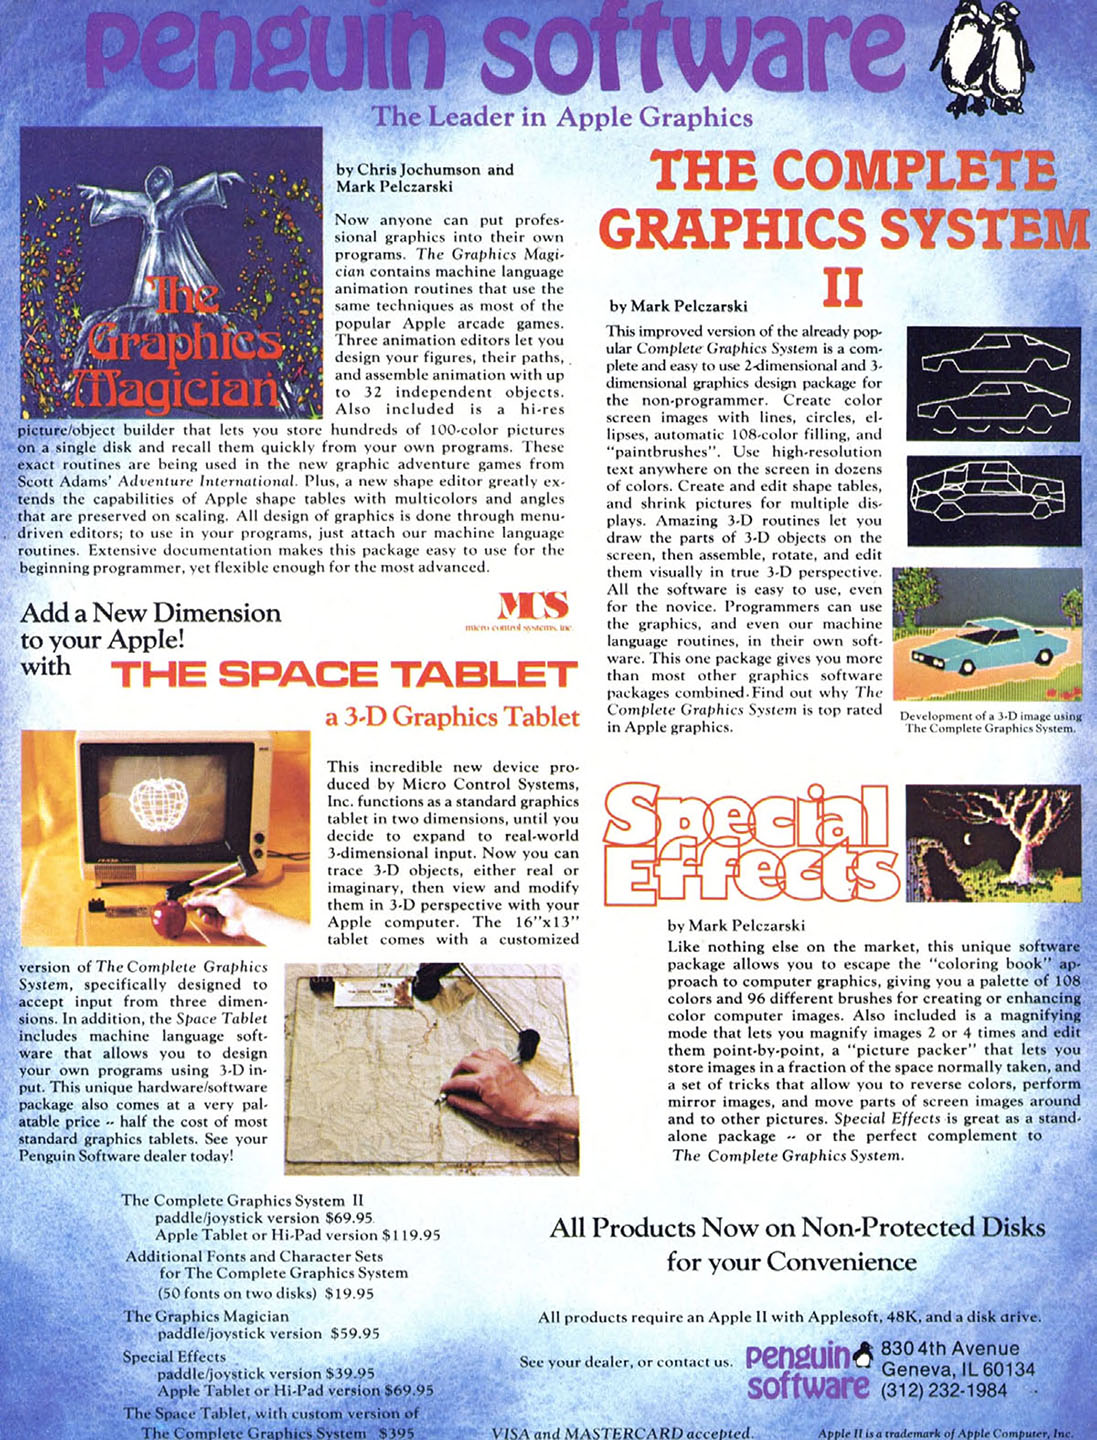 penguin software
The Leader in Apple Graphics
The
Graphics
Magician
by Chris Jochumson and
Mark Pelczarski
Now anyone can put profes-
sional graphics into their own
programs. The Graphics Magi-
cian contains machine language
animation routines that use the
same techniques as most of the
popular Apple arcade games.
Three animation editors let you
design your figures, their paths,
and assemble animation with up
to 32 independent objects.
Also included is a hi-res
picture/object builder that lets you store hundreds of 100-color pictures
on a single disk and recall them quickly from your own programs. These
exact routines are being used in the new graphic adventure games from
Scott Adams' Adventure International. Plus, a new shape editor greatly ex-
tends the capabilities of Apple shape tables with multicolors and angles
that are preserved on scaling. All design of graphics is done through menu-
driven editors; to use in your programs, just attach our machine language
routines. Extensive documentation makes this package easy to use for the
beginning programmer, yet flexible enough for the most advanced.
Add a New Dimension
to your Apple!
with
MCS
micro control systems, inc.
THE SPACE TABLET
a 3-D Graphics Tablet
This incredible new device pro-
duced by Micro Control Systems,
Inc. functions as a standard graphics
tablet in two dimensions, until you
decide to expand to real-world
3-dimensional input. Now you can
trace 3-D objects, either real or
imaginary, then view and modify
them in 3-D perspective with your
Apple computer. The 16"x13"
tablet comes with a customized
version of The Complete Graphics
System, specifically designed to
accept input from three dimen-
sions. In addition, the Space Tablet
includes machine language soft-
ware that allows you to design
your own programs using 3-D in-
put. This unique hardware/software
package also comes at a very pal-
atable price -- half the cost of most
standard graphics tablets. See your
Penguin Software dealer today!
THE SPACE TABLET
THE COMPLETE
GRAPHICS SYSTEM
II
by Mark Pelczarski
This improved version of the already pop-
ular Complete Graphics System is a com-
plete and easy to use 2-dimensional and 3-
dimensional graphics design package for
the non-programmer. Create color
screen images with lines, circles, el-
lipses, automatic 108-color filling, and
"paintbrushes". Use high-resolution
text anywhere on the screen in dozens
of colors. Create and edit shape tables,
and shrink pictures for multiple dis-
plays. Amazing 3-D routines let you
draw the parts of 3-D objects on the
screen, then assemble, rotate, and edit
them visually in true 3-D perspective.
All the software is easy to use, even
for the novice. Programmers can use
the graphics, and even our machine
language routines, in their own soft-
ware. This one package gives you more
than most other graphics software
packages combined. Find out why The
Complete Graphics System is top rated
in Apple graphics.
Development of a 3-D image using
The Complete Graphics System.
Special
Effects
by Mark Pelczarski
Like nothing else on the market, this unique software
package allows you to escape the "coloring book" ap-
proach to computer graphics, giving you a palette of 108
colors and 96 different brushes for creating or enhancing
color computer images. Also included is a magnifying
mode that lets you magnify images 2 or 4 times and edit
them point-by-point, a "picture packer" that lets you
store images in a fraction of the space normally taken, and
a set of tricks that allow you to reverse colors, perform
mirror images, and move parts of screen images around
and to other pictures. Special Effects is great as a stand-
alone package -- or the perfect complement to
The Complete Graphics System.
The Complete Graphics System II
paddle/joystick version $69.95
Apple Tablet or Hi-Pad version $119.95
Additional Fonts and Character Sets
for The Complete Graphics System
(50 fonts on two disks) $19.95
The Graphics Magician
paddle/joystick version $59.95
Special Effects
paddle/joystick version $39.95
Apple Tablet or Hi-Pad version $69.95
The Space Tablet, with custom version of
The Complete Graphics System $395
All Products Now on Non-Protected Disks
for your Convenience
All products require an Apple II with Applesoft, 48K, and a disk drive.
See your dealer, or contact us.
penguin
software
830 4th Avenue
Geneva, IL 60134
(312) 232-1984
VISA and MASTERCARD accepted.
Apple II is a trademark of Apple Computer, Inc.